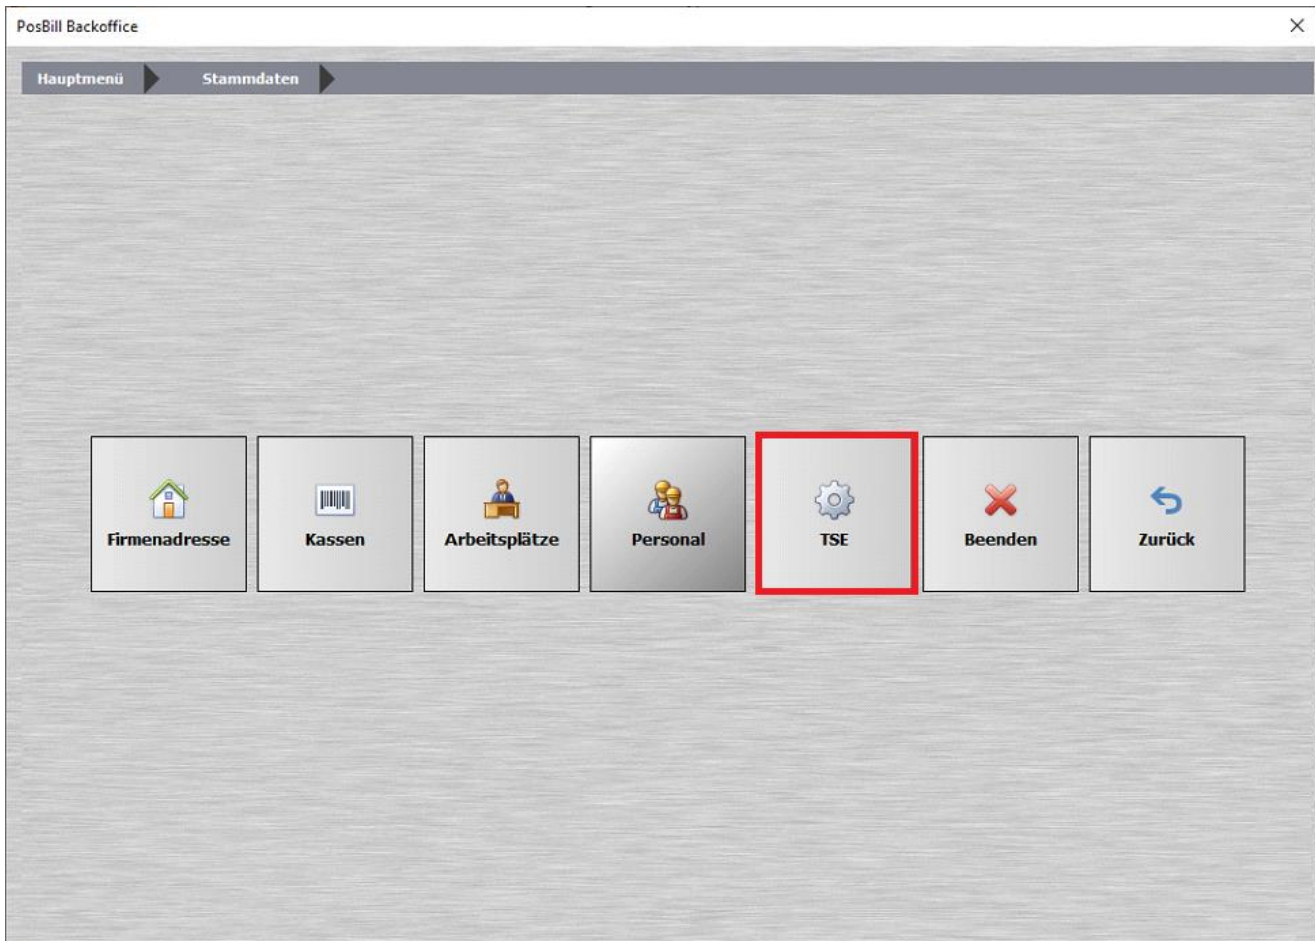 PosBill Backoffice
Hauptmenü Stammdaten
Firmenadresse Kassen Arbeitsplätze Personal TSE Beenden Zurück